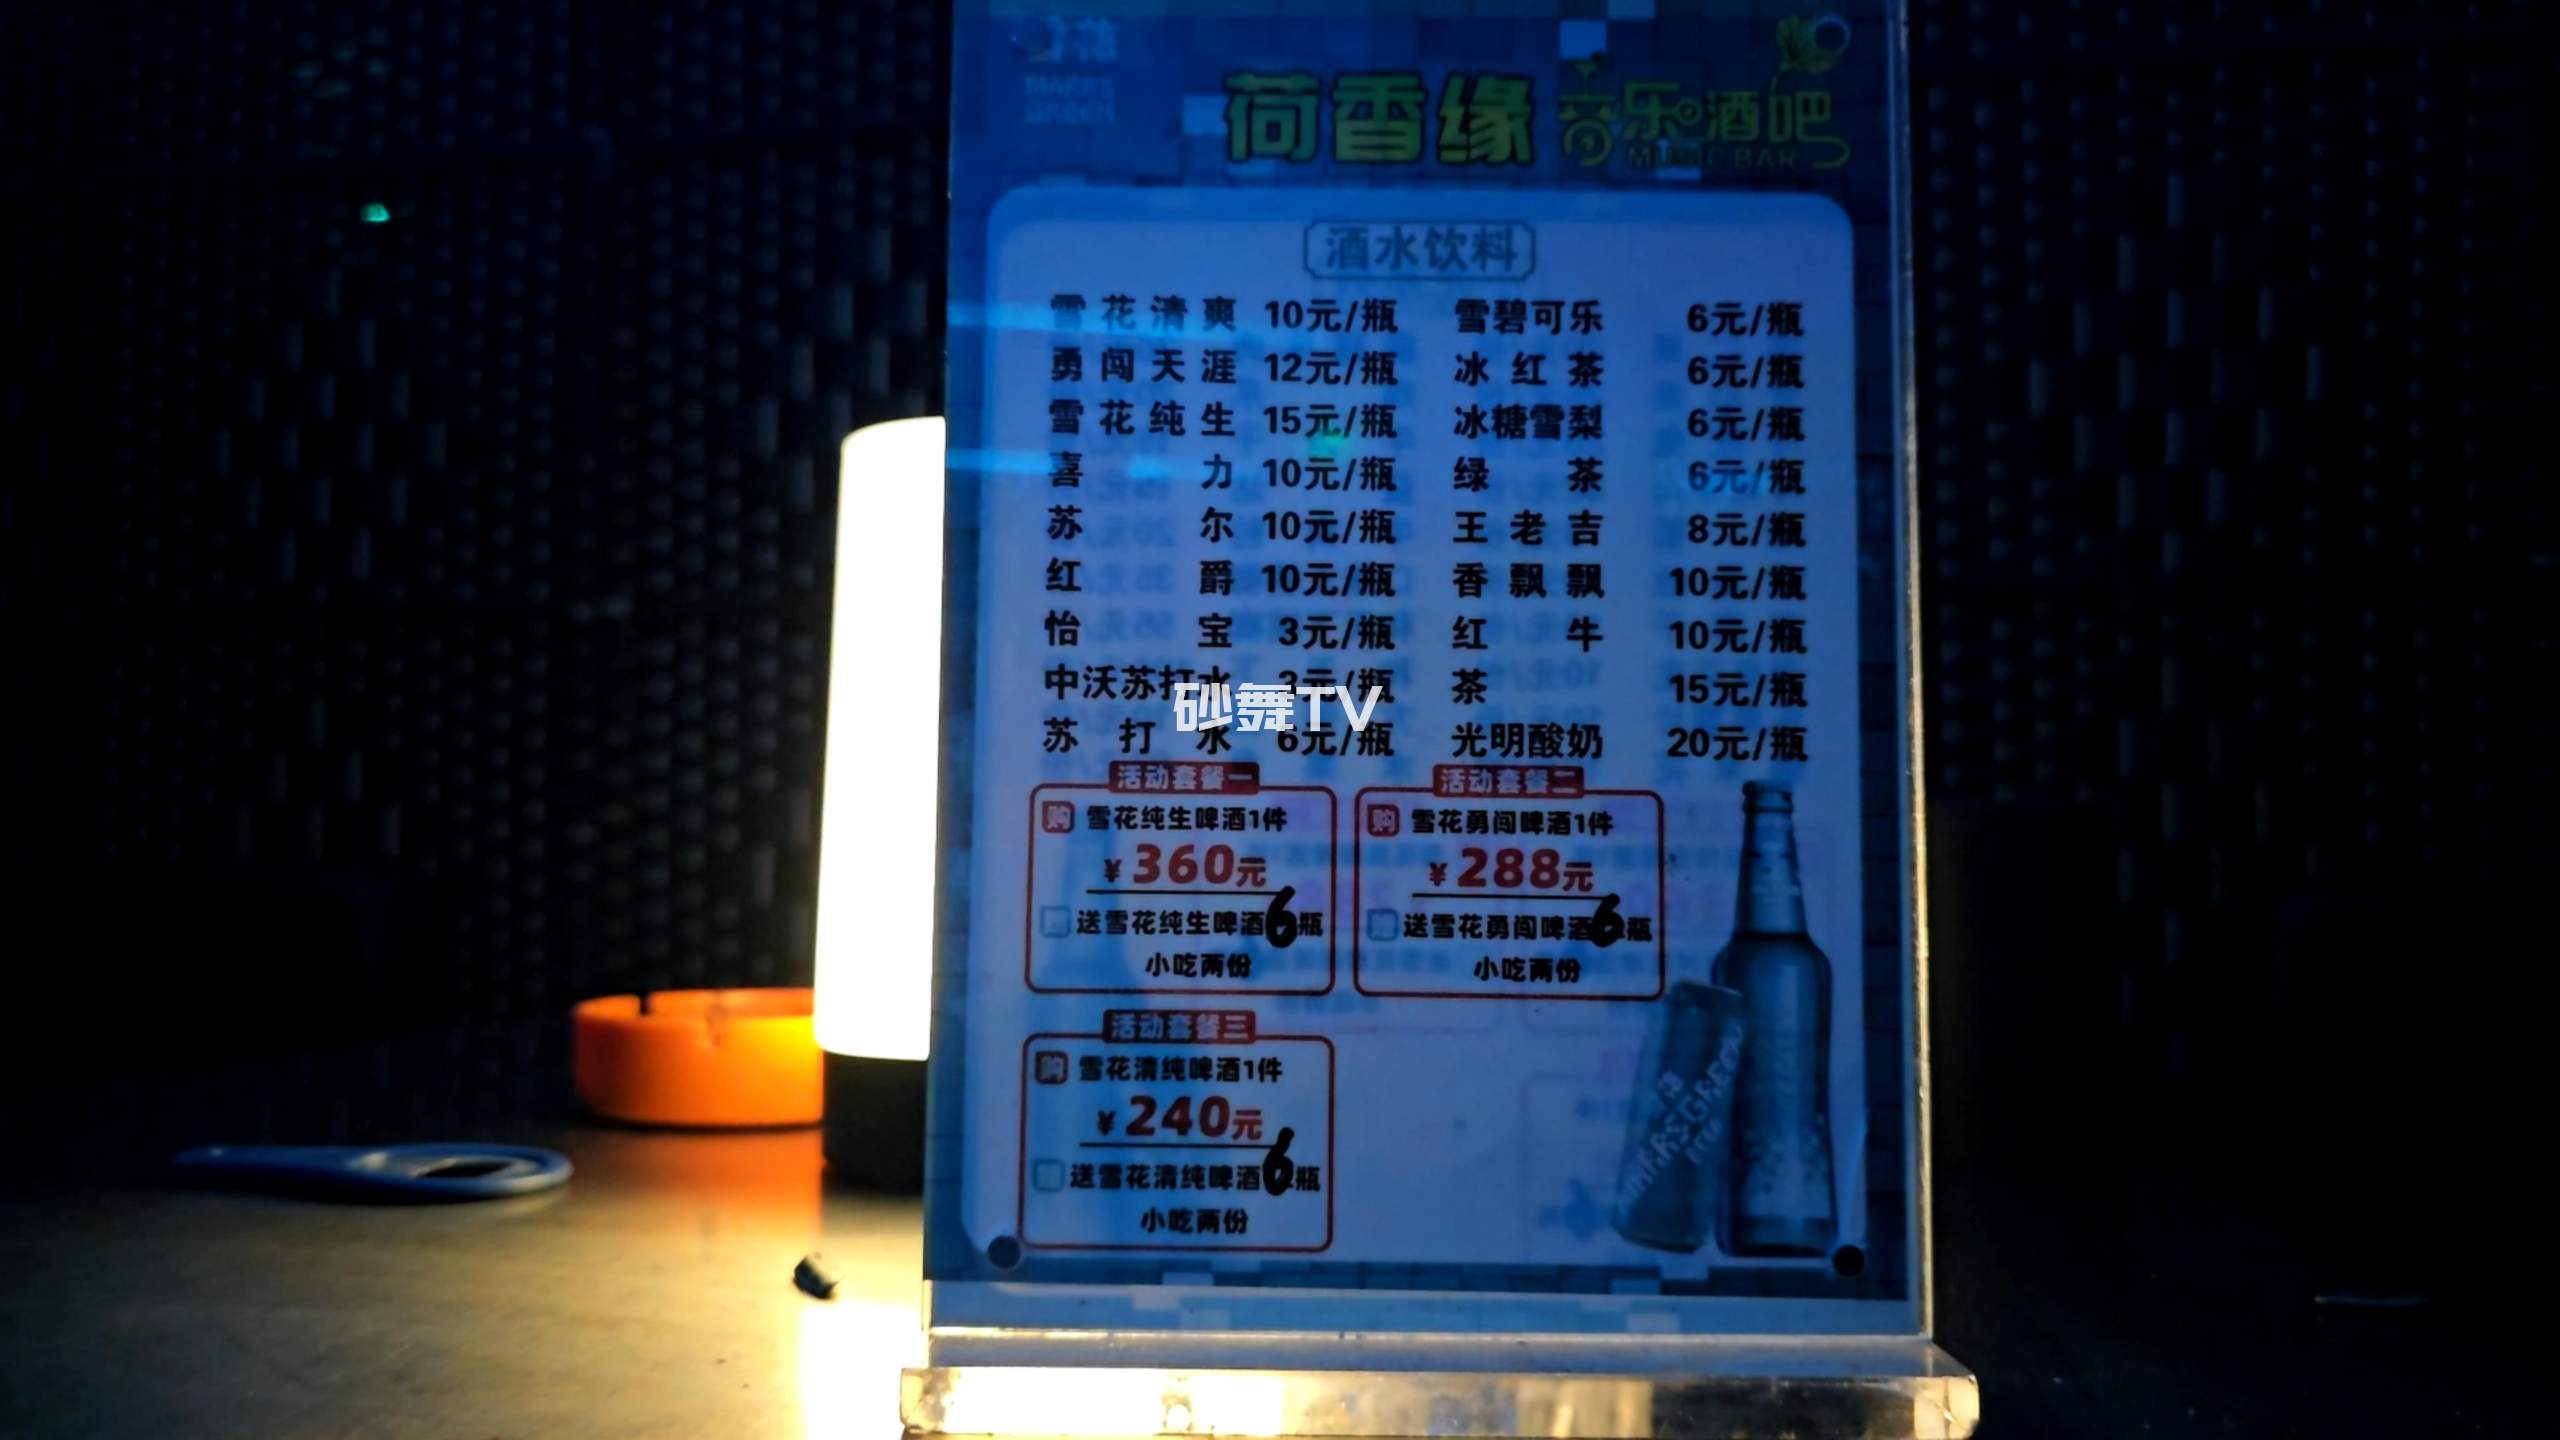 荷香缘 音乐酒吧
MUSIC BAR
酒水饮料
雪花清爽 10元/瓶 雪碧可乐 6元/瓶
勇闯天涯 12元/瓶 冰红茶 6元/瓶
雪花纯生 15元/瓶 冰糖雪梨 6元/瓶
喜力 10元/瓶 绿茶 6元/瓶
苏尔 10元/瓶 王老吉 8元/瓶
红爵 10元/瓶 香飘飘 10元/瓶
怡宝 3元/瓶 红牛 10元/瓶
中沃苏打水 3元/瓶 茶 15元/瓶
砂舞TV
苏打水 6元/瓶 光明酸奶 20元/瓶
活动套餐一
购 雪花纯生啤酒1件
¥360元
送雪花纯生啤酒6瓶
小吃两份
活动套餐二
购 雪花勇闯啤酒1件
¥288元
送雪花勇闯啤酒6瓶
小吃两份
活动套餐三
购 雪花清纯啤酒1件
¥240元
送雪花清纯啤酒6瓶
小吃两份